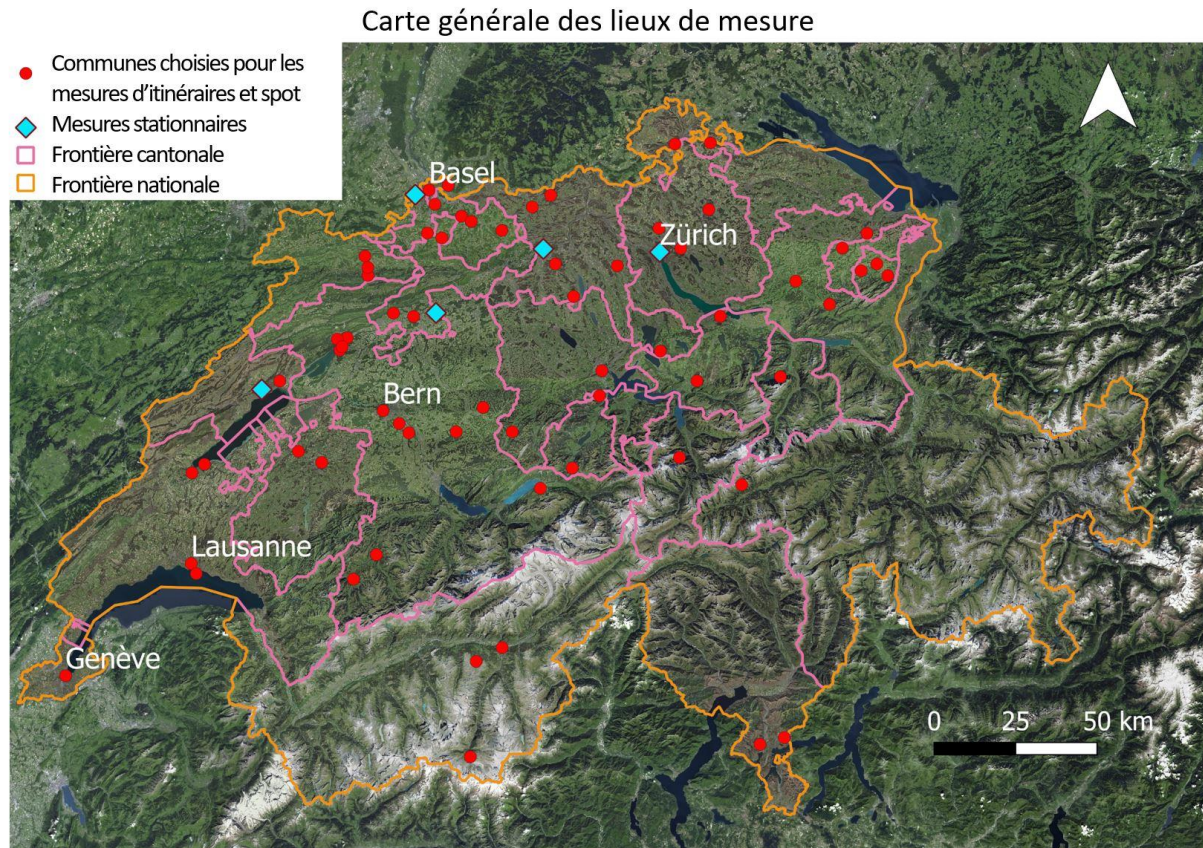 Carte générale des lieux de mesure
Communes choisies pour les
mesures d'itinéraires et spot
Mesures stationnaires
Frontière cantonale
Frontière nationale
Basel
Zürich
Bern
Lausanne
Genève
0 25 50 km